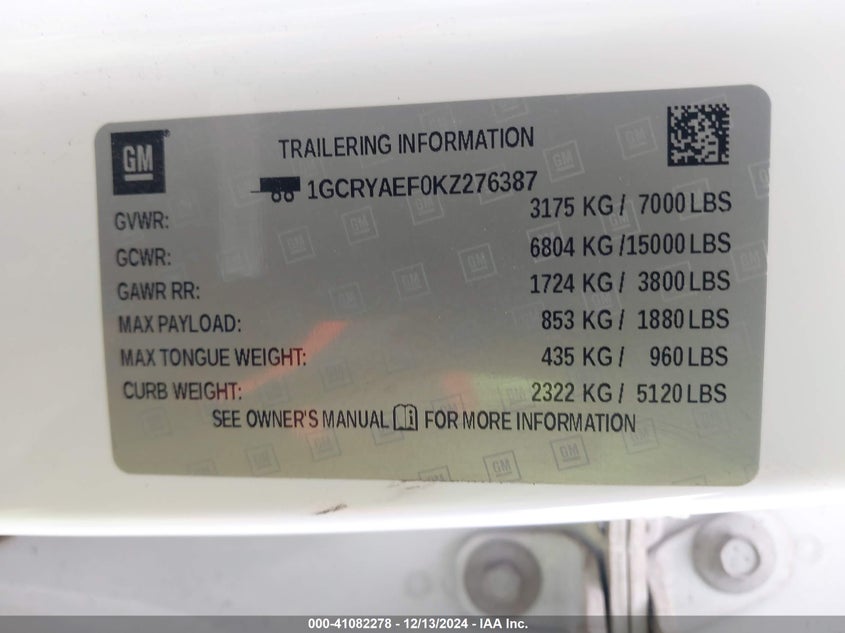 GM
TRAILERING INFORMATION
1GCRYAEF0KZ276387
GVWR: 3175 KG / 7000 LBS
GCWR: 6804 KG /15000 LBS
GAWR RR: 1724 KG / 3800 LBS
MAX PAYLOAD: 853 KG / 1880 LBS
MAX TONGUE WEIGHT: 435 KG / 960 LBS
CURB WEIGHT: 2322 KG / 5120 LBS
SEE OWNER'S MANUAL FOR MORE INFORMATION
000-41082278 - 12/13/2024 - IAA Inc.